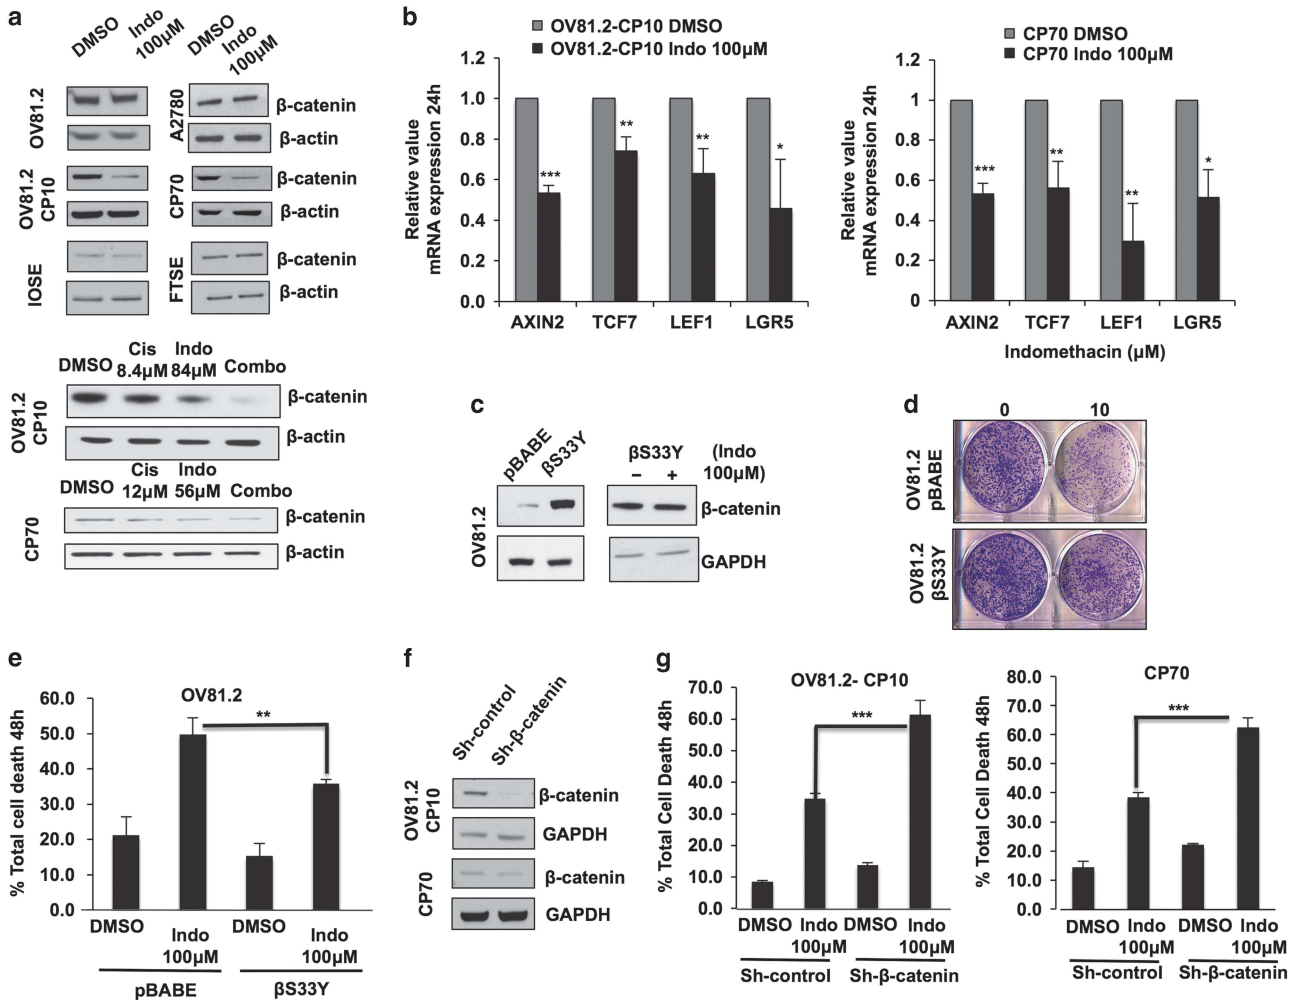 a
DMSO
Indo
100µM
DMSO
Indo
100µM
OV81.2
A2780
β-catenin
β-actin
OV81.2
CP10
CP70
β-catenin
β-actin
IOSE
FTSE
β-catenin
β-actin
DMSO
Cis
8.4µM
Indo
84µM
Combo
OV81.2
CP10
β-catenin
β-actin
DMSO
Cis
12µM
Indo
56µM
Combo
CP70
β-catenin
β-actin
b
OV81.2-CP10 DMSO
OV81.2-CP10 Indo 100µM
Relative value
mRNA expression 24h
1.2
1.0
0.8
0.6
0.4
0.2
0.0
***
**
**
*
AXIN2 TCF7 LEF1 LGR5
CP70 DMSO
CP70 Indo 100µM
Relative value
mRNA expression 24h
1.2
1
0.8
0.6
0.4
0.2
0
***
**
**
*
AXIN2 TCF7 LEF1 LGR5
Indomethacin (µM)
c
pBABE
βS33Y
βS33Y
(Indo
100µM)
− +
OV81.2
β-catenin
GAPDH
d
0 10
OV81.2
pBABE
OV81.2
βS33Y
e
OV81.2
% Total cell death 48h
60.0
50.0
40.0
30.0
20.0
10.0
0.0
**
DMSO
Indo
100µM
DMSO
Indo
100µM
pBABE
βS33Y
f
Sh-control
Sh-β-catenin
OV81.2
CP10
β-catenin
GAPDH
CP70
β-catenin
GAPDH
g
OV81.2- CP10
% Total Cell Death 48h
70.0
60.0
50.0
40.0
30.0
20.0
10.0
0.0
***
DMSO
Indo
100µM
DMSO
Indo
100µM
Sh-control
Sh-β-catenin
CP70
% Total Cell Death 48h
80.0
70.0
60.0
50.0
40.0
30.0
20.0
10.0
0.0
***
DMSO
Indo
100µM
DMSO
Indo
100µM
Sh-control
Sh-β-catenin